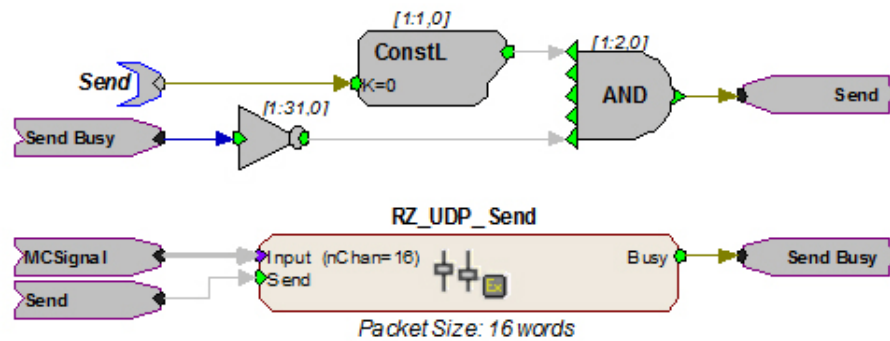 [1:1,0]
ConstL
K=0
Send
[1:2,0]
AND
Send
[1:31,0]
Send Busy
RZ_UDP_Send
MCSignal
Input (nChan=16)
Busy
Send Busy
Send
Send
Ex
Packet Size: 16 words